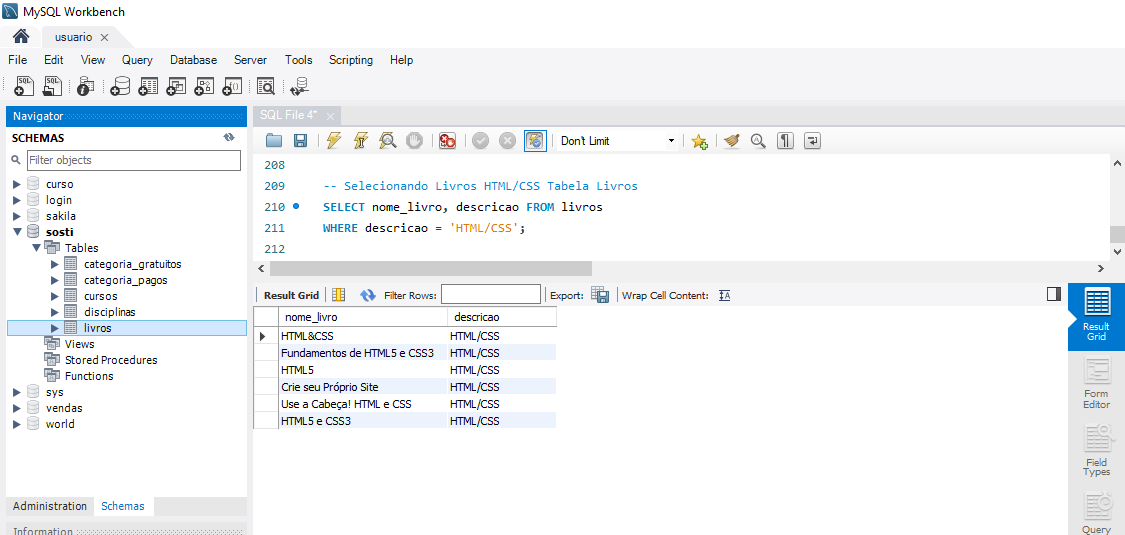 MySQL Workbench
usuario
File Edit View Query Database Server Tools Scripting Help
Navigator
SCHEMAS
Filter objects
curso
login
sakila
sosti
Tables
categoria_gratuitos
categoria_pagos
cursos
disciplinas
livros
Views
Stored Procedures
Functions
sys
vendas
world
Administration Schemas
Information
SQL File 4*
Don't Limit
208
209 -- Selecionando Livros HTML/CSS Tabela Livros
210 SELECT nome_livro, descricao FROM livros
211 WHERE descricao = 'HTML/CSS';
212
Result Grid Filter Rows: Export: Wrap Cell Content:
nome_livro descricao
HTML&CSS HTML/CSS
Fundamentos de HTML5 e CSS3 HTML/CSS
HTML5 HTML/CSS
Crie seu Próprio Site HTML/CSS
Use a Cabeça! HTML e CSS HTML/CSS
HTML5 e CSS3 HTML/CSS
Result
Grid
Form
Editor
Field
Types
Query